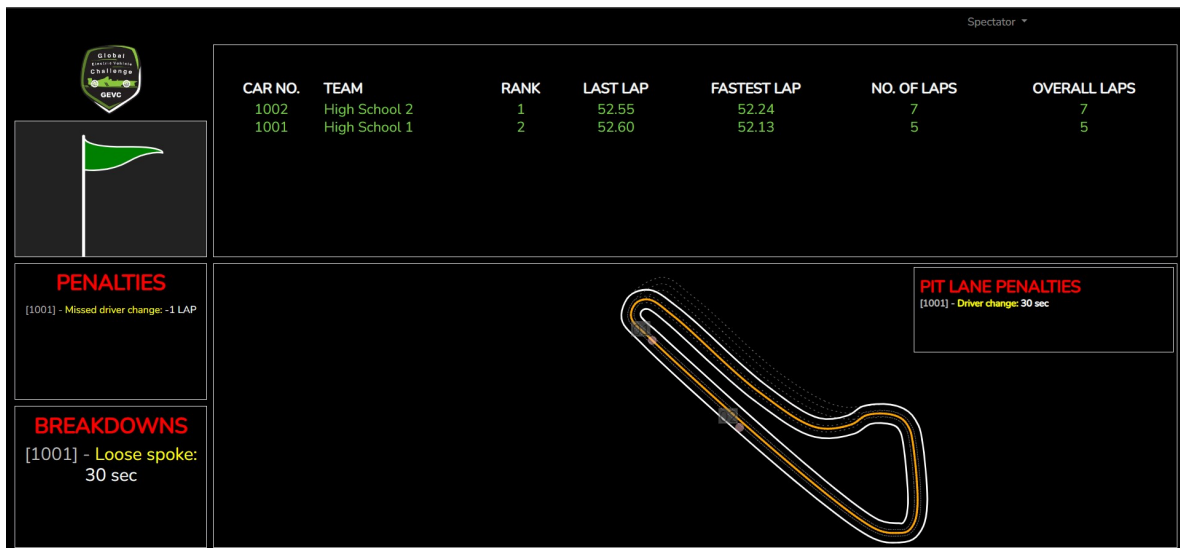 Spectator
Global
Electric Vehicle
Challenge
GEVC
CAR NO. TEAM RANK LAST LAP FASTEST LAP NO. OF LAPS OVERALL LAPS
1002 High School 2 1 52.55 52.24 7 7
1001 High School 1 2 52.60 52.13 5 5
PENALTIES
[1001] - Missed driver change: -1 LAP
BREAKDOWNS
[1001] - Loose spoke:
30 sec
PIT LANE PENALTIES
[1001] - Driver change: 30 sec